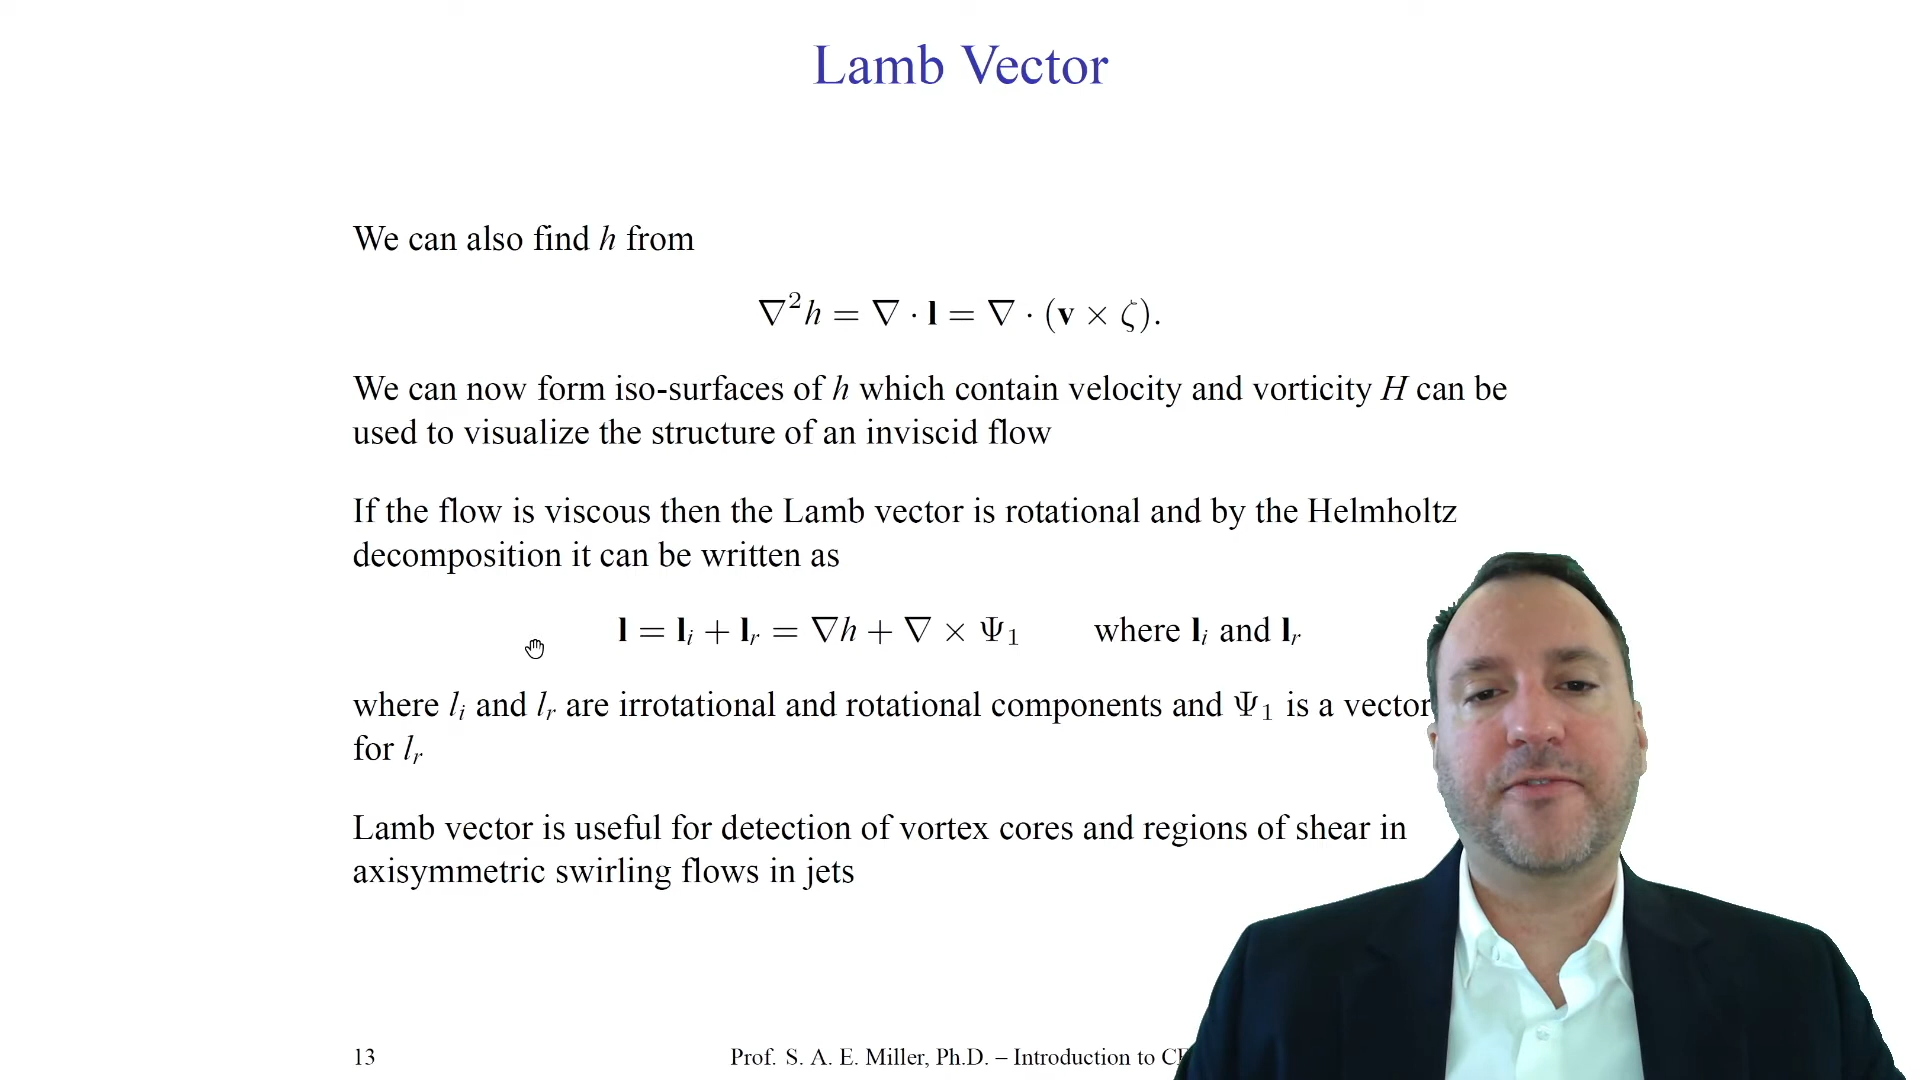 Lamb Vector
We can also find h from
∇²h = ∇ · l = ∇ · (v × ζ).
We can now form iso-surfaces of h which contain velocity and vorticity H can be
used to visualize the structure of an inviscid flow
If the flow is viscous then the Lamb vector is rotational and by the Helmholtz
decomposition it can be written as
l = lᵢ + lᵣ = ∇h + ∇ × Ψ₁ where lᵢ and lᵣ
where lᵢ and lᵣ are irrotational and rotational components and Ψ₁ is a vector
for lᵣ
Lamb vector is useful for detection of vortex cores and regions of shear in
axisymmetric swirling flows in jets
13 Prof. S. A. E. Miller, Ph.D. – Introduction to